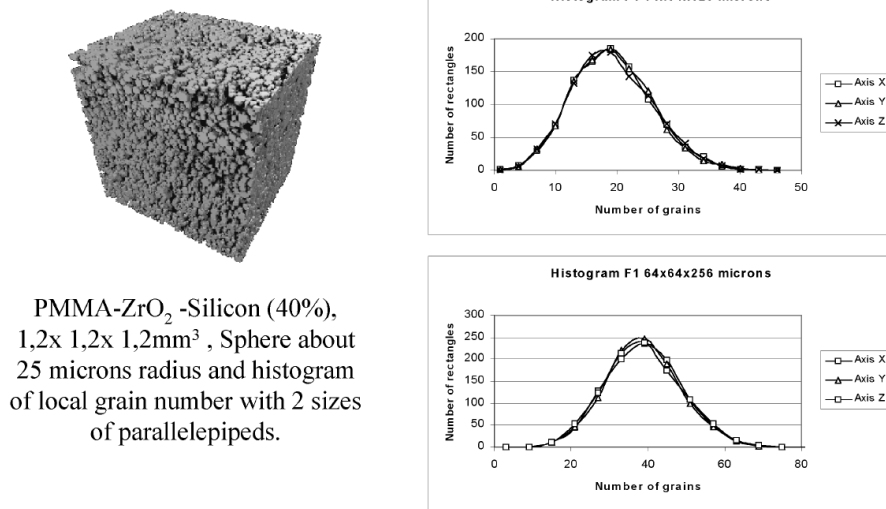 Number of rectangles
200
150
100
50
0
0
10
20
30
40
50
Number of grains
Axis X
Axis Y
Axis Z
Histogram F1 64x64x256 microns
Number of rectangles
300
250
200
150
100
50
0
0
20
40
60
80
Number of grains
Axis X
Axis Y
Axis Z
PMMA-ZrO₂ -Silicon (40%),
1,2x 1,2x 1,2mm³ , Sphere about
25 microns radius and histogram
of local grain number with 2 sizes
of parallelepipeds.